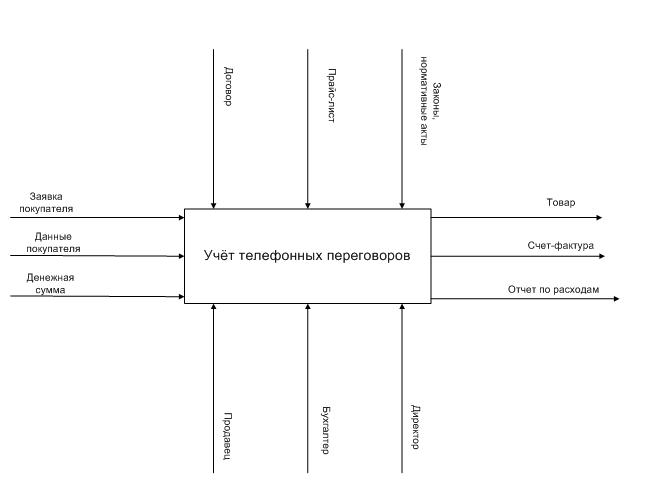 Договор
Прайс-лист
Законы,
нормативные акты
Заявка
покупателя
Данные
покупателя
Денежная
сумма
Учёт телефонных переговоров
Товар
Счет-фактура
Отчет по расходам
Продавец
Бухгалтер
Директор